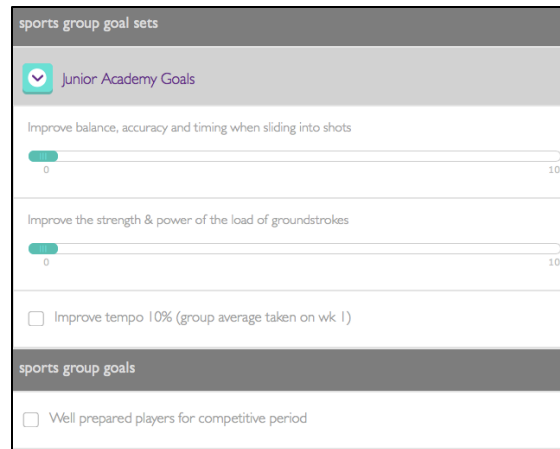 sports group goal sets
Junior Academy Goals
Improve balance, accuracy and timing when sliding into shots
0 10
Improve the strength & power of the load of groundstrokes
0 10
Improve tempo 10% (group average taken on wk 1)
sports group goals
Well prepared players for competitive period